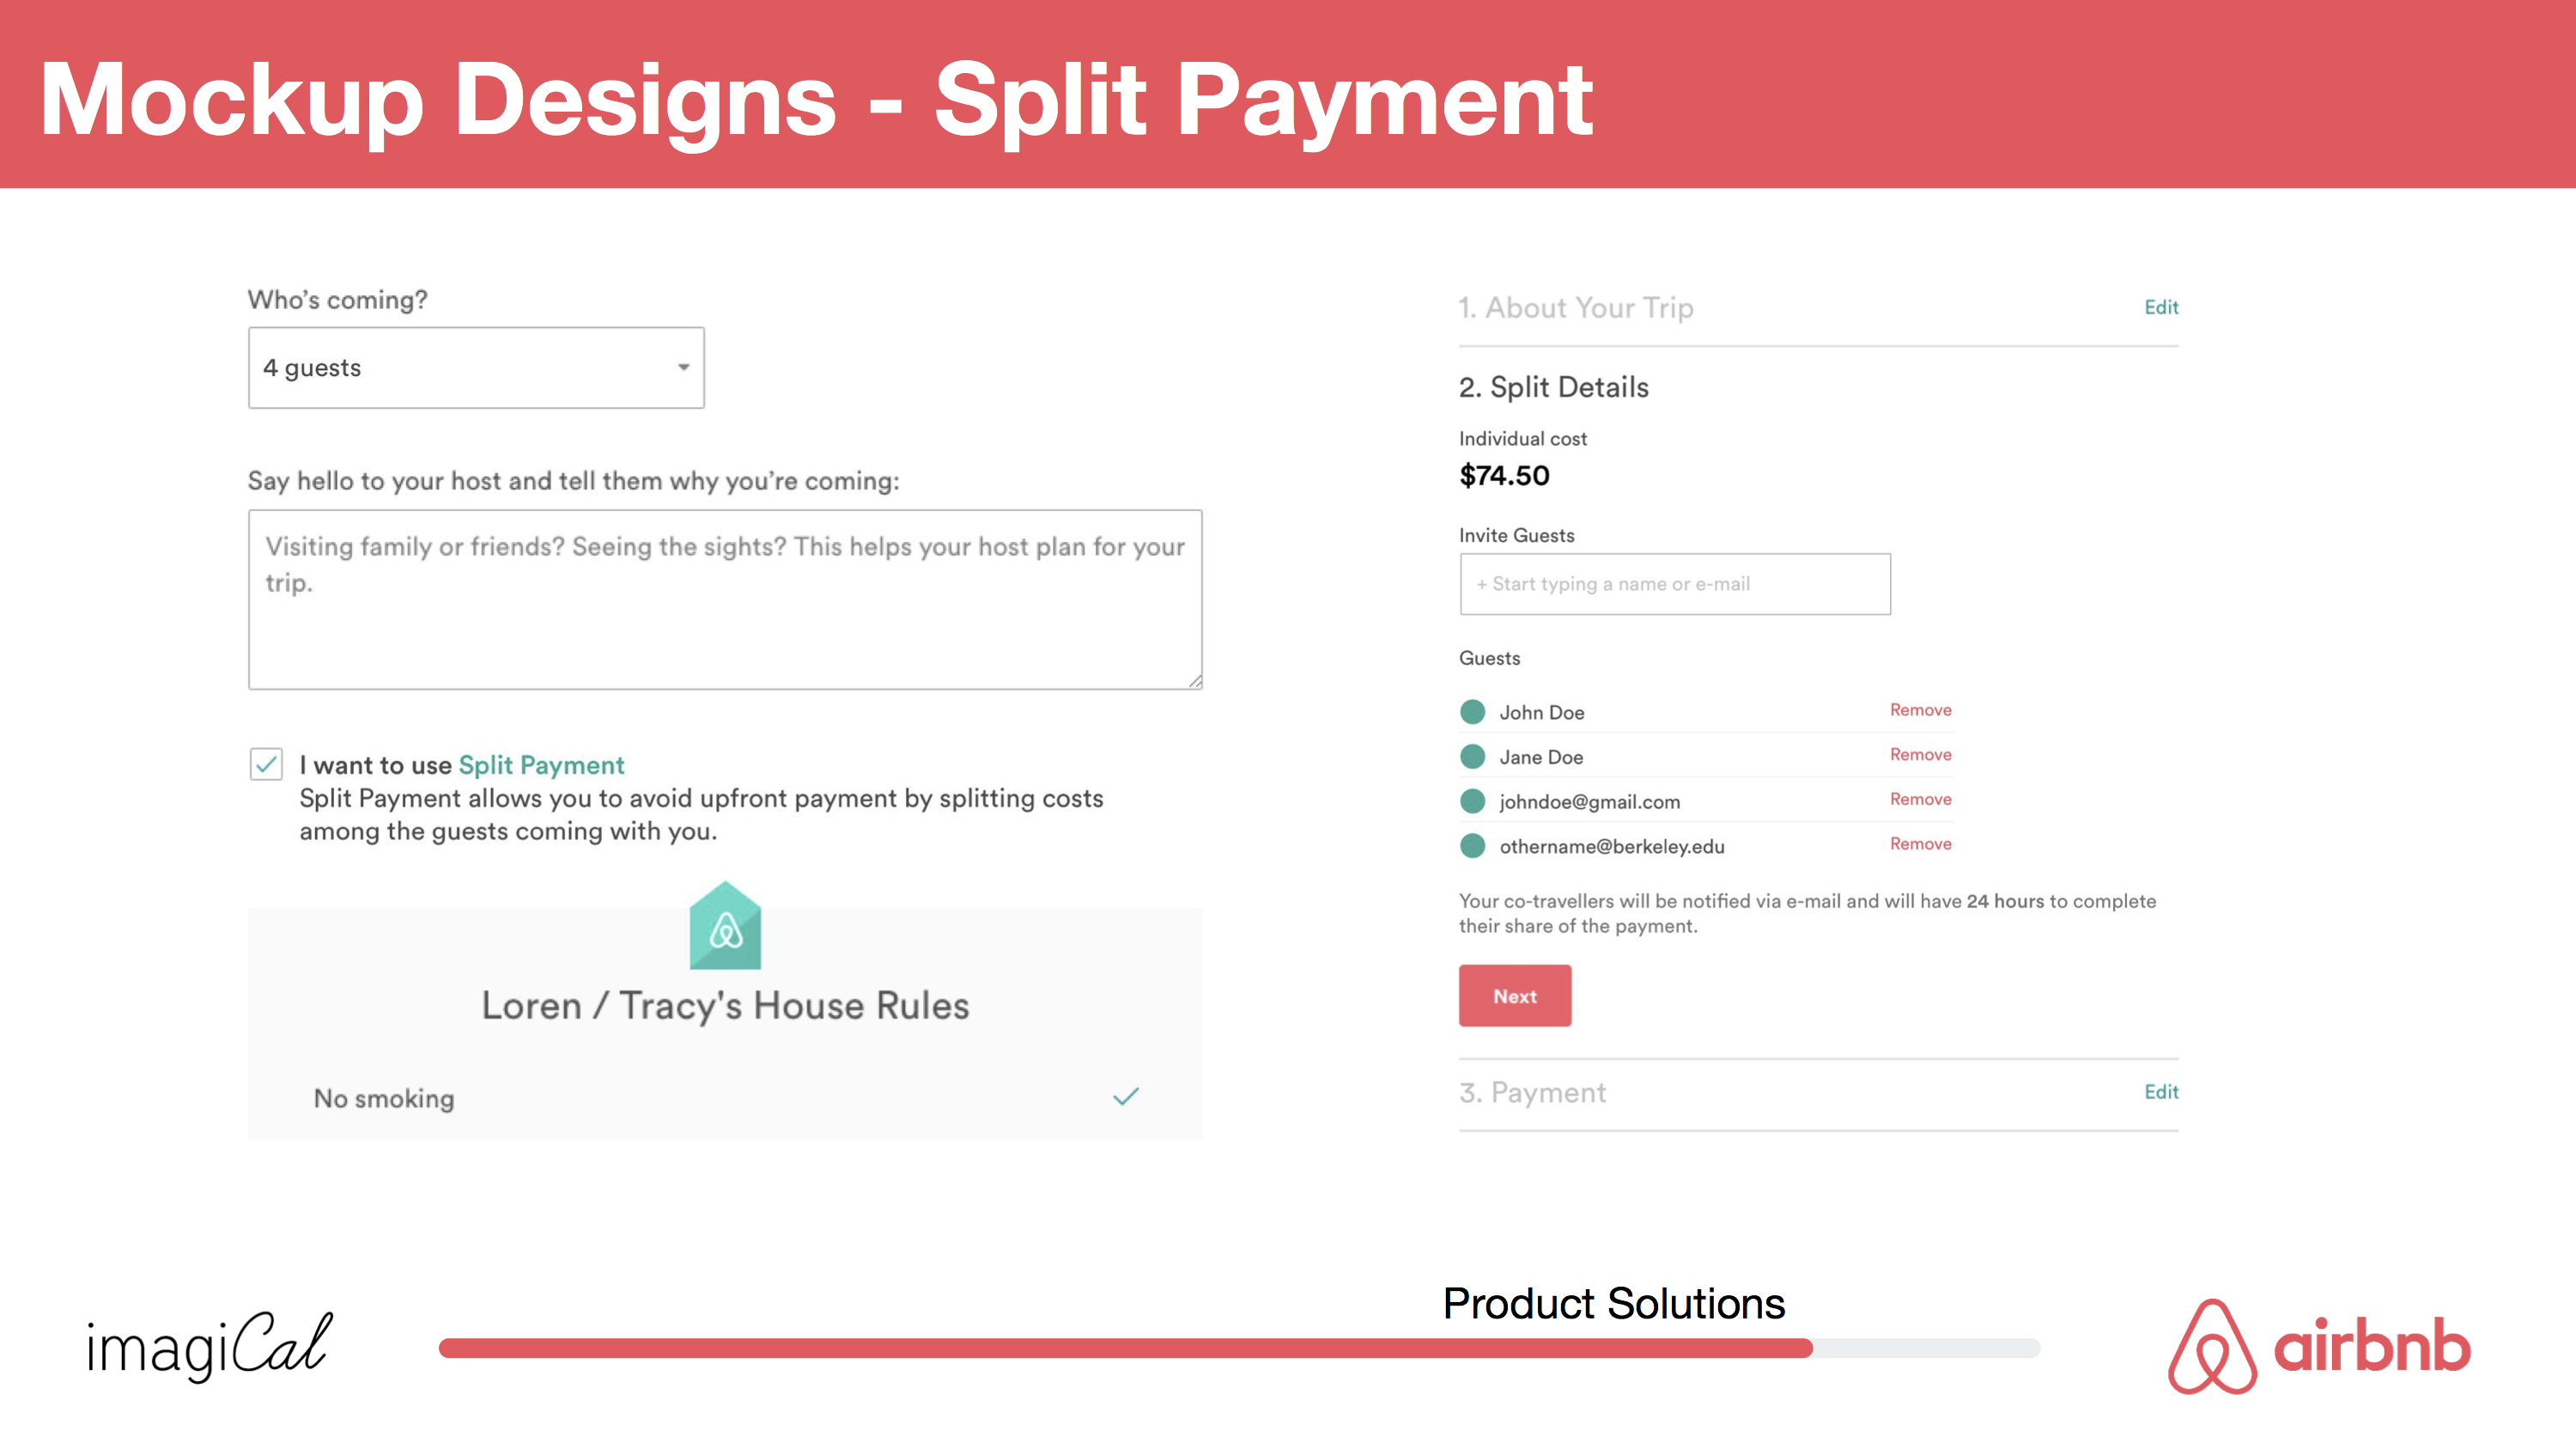 Mockup Designs - Split Payment
Who's coming?
4 guests
Say hello to your host and tell them why you're coming:
Visiting family or friends? Seeing the sights? This helps your host plan for your
trip.
I want to use Split Payment
Split Payment allows you to avoid upfront payment by splitting costs
among the guests coming with you.
Loren / Tracy's House Rules
No smoking
1. About Your Trip
Edit
2. Split Details
Individual cost
$74.50
Invite Guests
+ Start typing a name or e-mail
Guests
John Doe
Remove
Jane Doe
Remove
johndoe@gmail.com
Remove
othername@berkeley.edu
Remove
Your co-travellers will be notified via e-mail and will have 24 hours to complete
their share of the payment.
Next
3. Payment
Edit
imagiCal
Product Solutions
airbnb